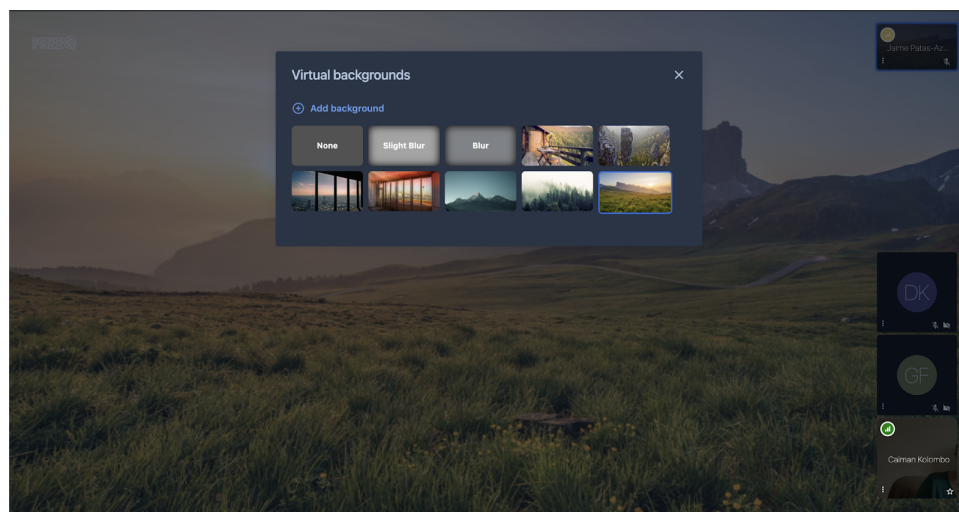 Jaime Patas-Az...
Virtual backgrounds
Add background
None
Slight Blur
Blur
DK
GF
Caiman Kolombo